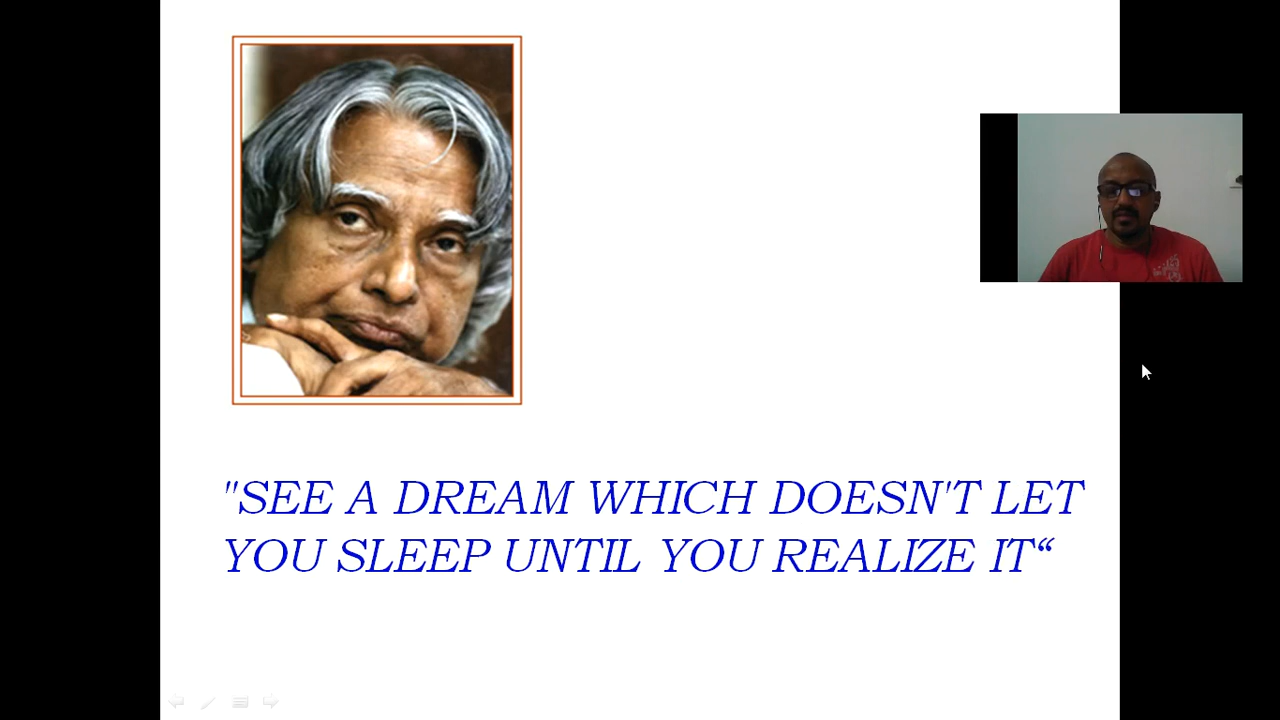 "SEE A DREAM WHICH DOESN'T LET
YOU SLEEP UNTIL YOU REALIZE IT“